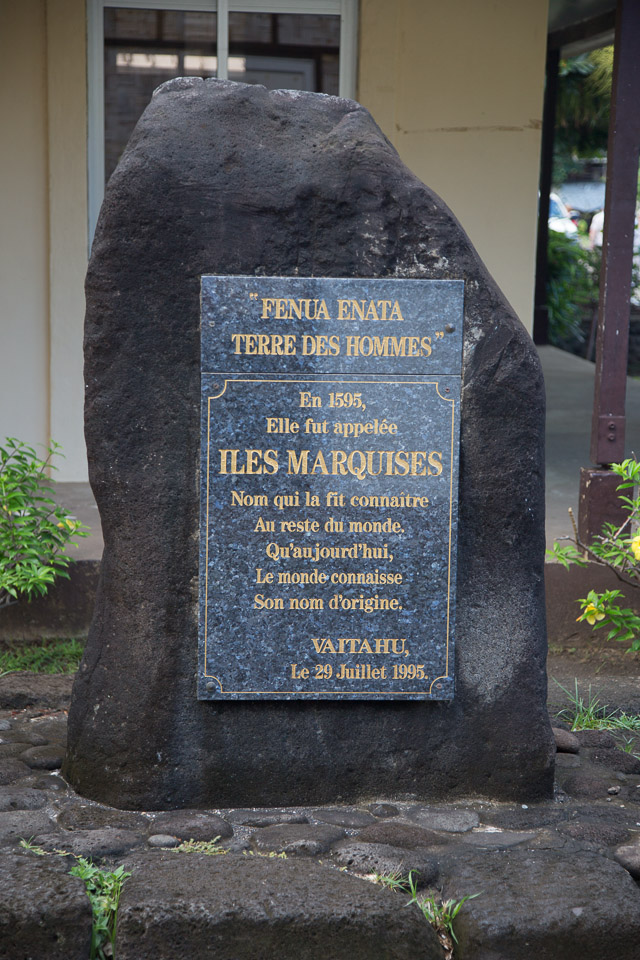 "FENUA ENATA
TERRE DES HOMMES"
En 1595,
Elle fut appelée
ILES MARQUISES
Nom qui la fit connaitre
Au reste du monde.
Qu'aujourd'hui,
Le monde connaisse
Son nom d'origine.
VAITAHU,
Le 29 Juillet 1995.